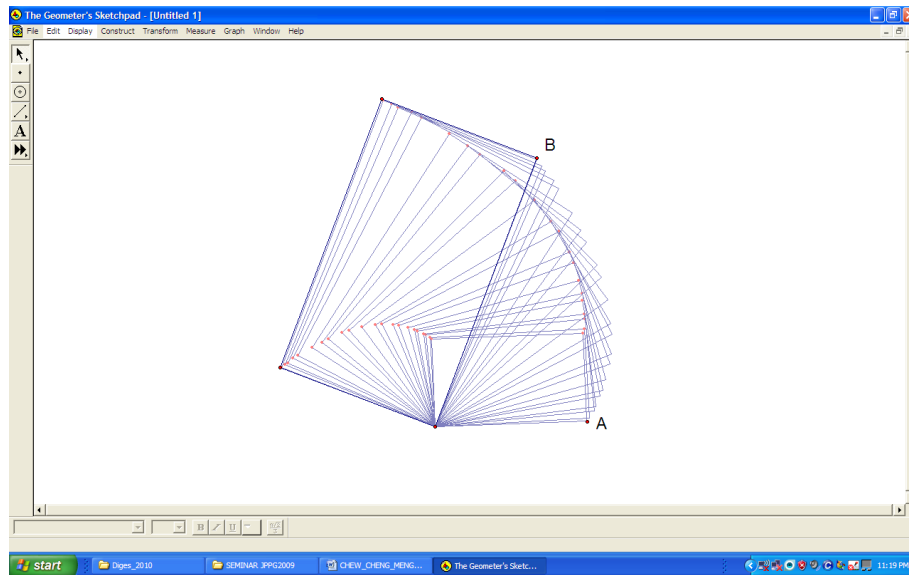 The Geometer's Sketchpad - [Untitled 1]
File Edit Display Construct Transform Measure Graph Window Help
A
B
A
B I U
start Diges_2010 SEMINAR JPPG2009 CHEW_CHENG_MENG... The Geometer's Sketc... 11:19 PM